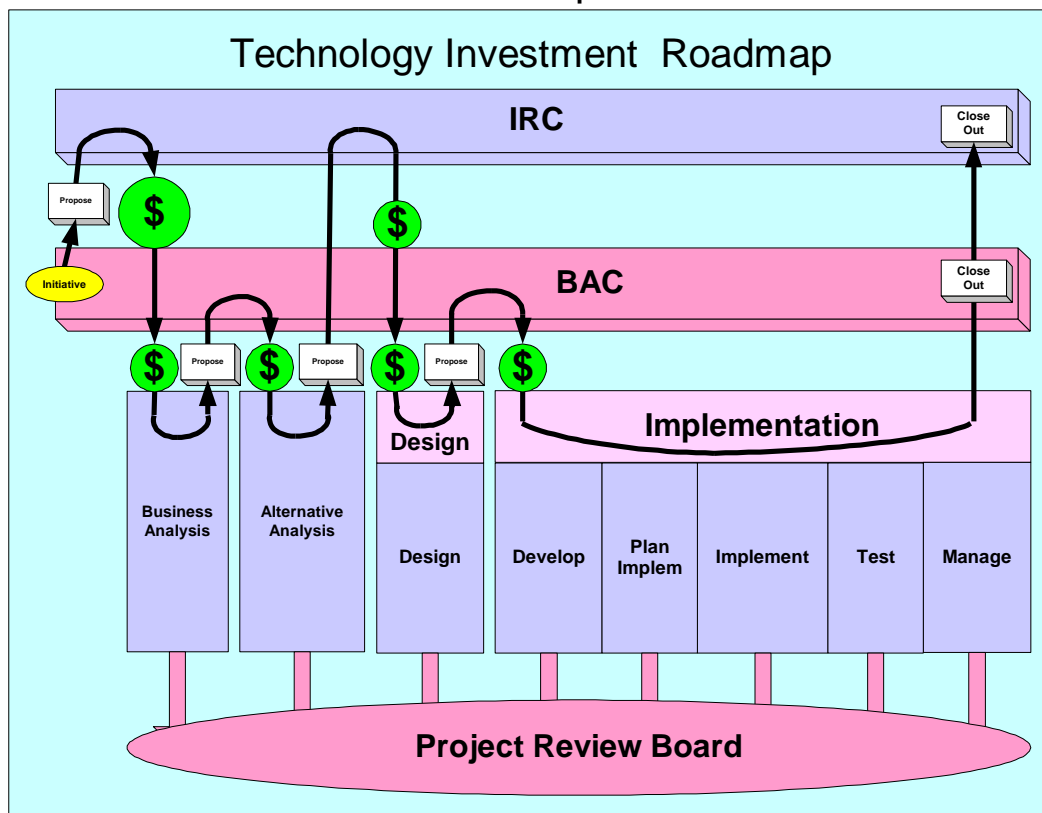 Technology Investment Roadmap
IRC
Close
Out
Propose
$
$
Initiative
BAC
Close
Out
$
Propose
$
Propose
$
Propose
$
Design
Implementation
Business
Analysis
Alternative
Analysis
Design
Develop
Plan
Implem
Implement
Test
Manage
Project Review Board